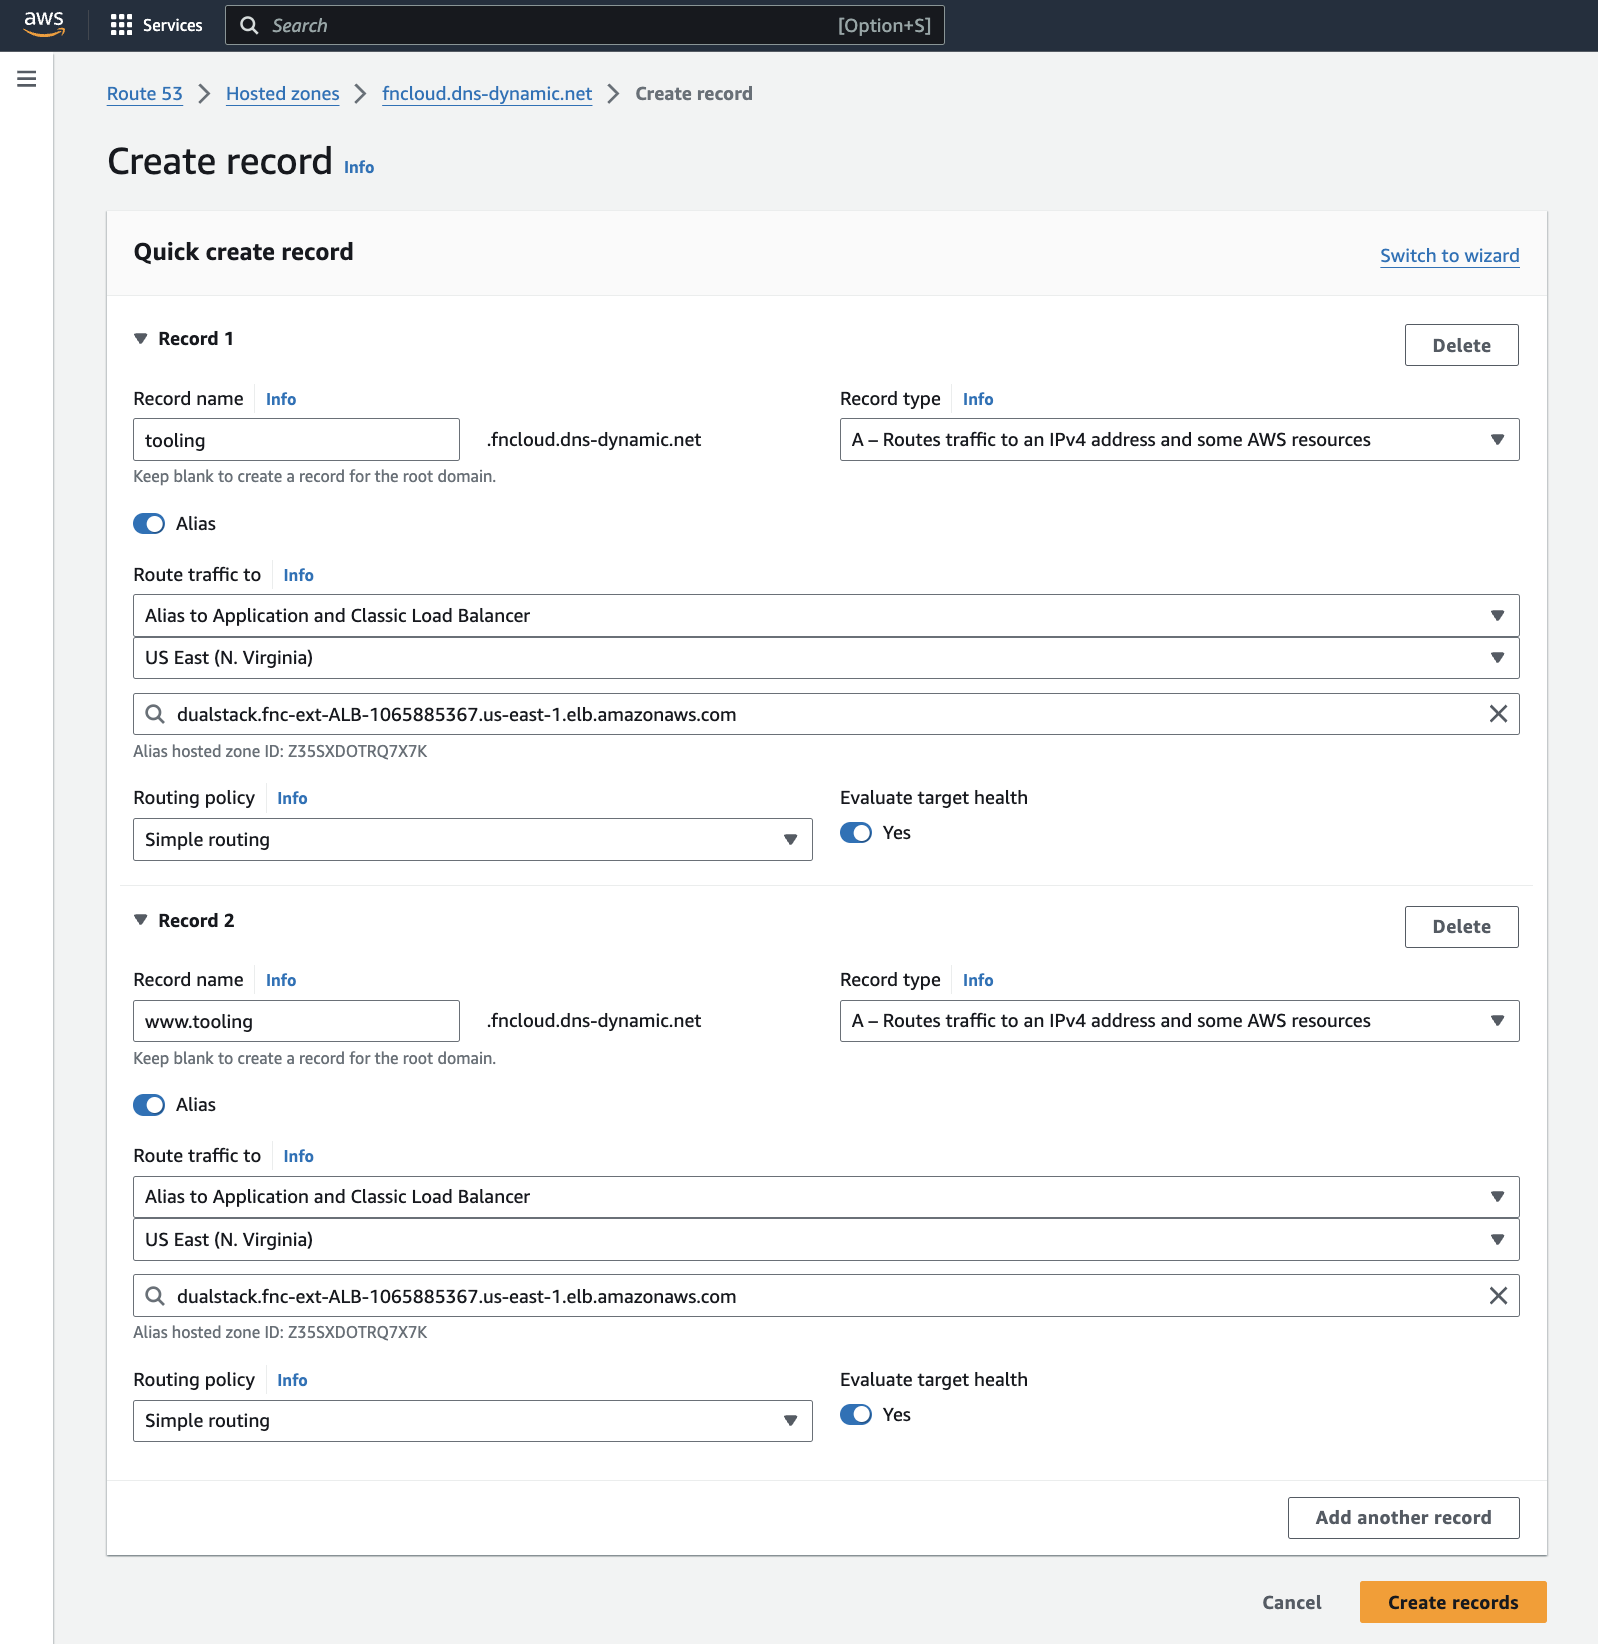 aws Services Search [Option+S]
Route 53 Hosted zones fncloud.dns-dynamic.net Create record
Create record Info
Quick create record Switch to wizard
Record 1 Delete
Record name Info Record type Info
tooling .fncloud.dns-dynamic.net A – Routes traffic to an IPv4 address and some AWS resources
Keep blank to create a record for the root domain.
Alias
Route traffic to Info
Alias to Application and Classic Load Balancer
US East (N. Virginia)
dualstack.fnc-ext-ALB-1065885367.us-east-1.elb.amazonaws.com
Alias hosted zone ID: Z35SXDOTRQ7X7K
Routing policy Info Evaluate target health
Simple routing Yes
Record 2 Delete
Record name Info Record type Info
www.tooling .fncloud.dns-dynamic.net A – Routes traffic to an IPv4 address and some AWS resources
Keep blank to create a record for the root domain.
Alias
Route traffic to Info
Alias to Application and Classic Load Balancer
US East (N. Virginia)
dualstack.fnc-ext-ALB-1065885367.us-east-1.elb.amazonaws.com
Alias hosted zone ID: Z35SXDOTRQ7X7K
Routing policy Info Evaluate target health
Simple routing Yes
Add another record
Cancel Create records